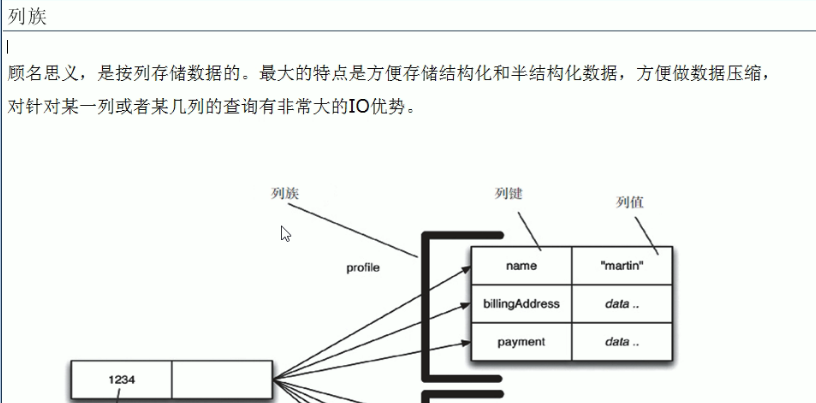 列族
顾名思义，是按列存储数据的。最大的特点是方便存储结构化和半结构化数据，方便做数据压缩，
对针对某一列或者某几列的查询有非常大的IO优势。
列族
列键
列值
profile
name
"martin"
billingAddress
data ..
payment
data ..
1234